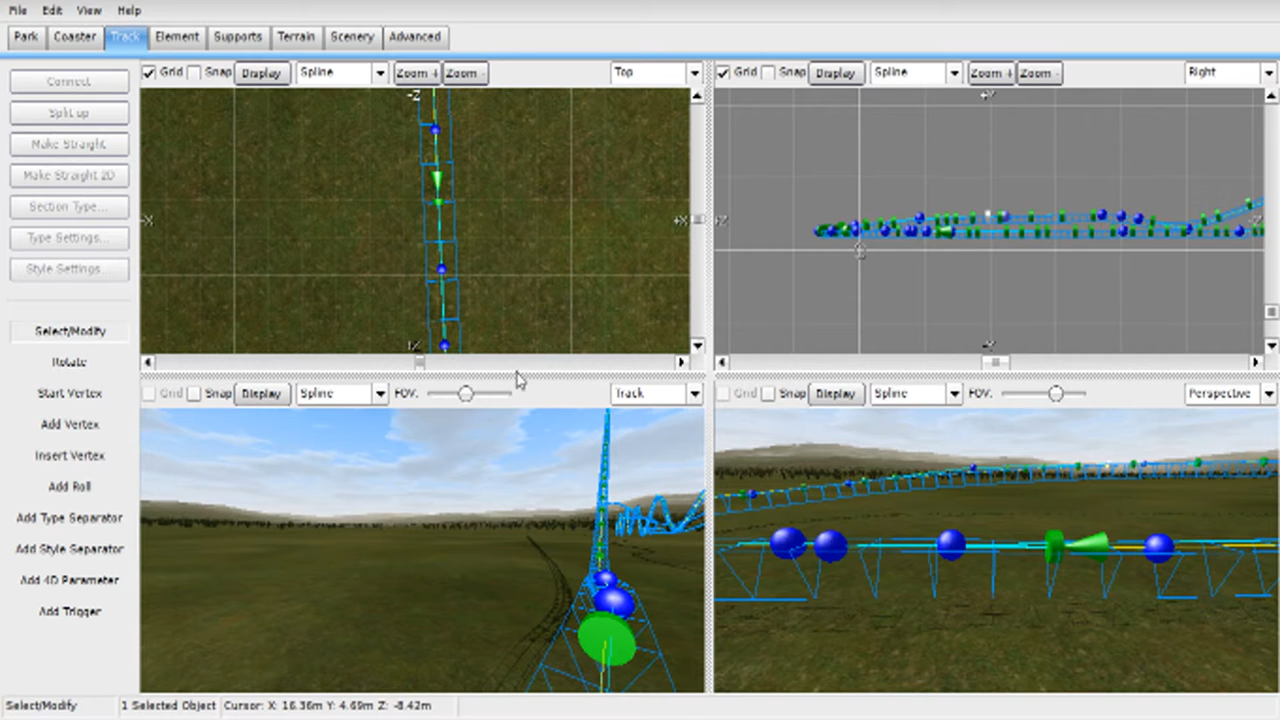 File Edit View Help
Park Coaster Track Element Supports Terrain Scenery Advanced
Connect
Split up
Make Straight
Make Straight 2D
Section Type...
Type Settings...
Style Settings
Select/Modify
Rotate
Start Vertex
Add Vertex
Insert Vertex
Add Roll
Add Type Separator
Add Style Separator
Add 4D Parameter
Add Trigger
Grid Snap Display Spline Zoom + Zoom - Top
-Z
-X
+X
Grid Snap Display Spline Zoom + Zoom - Right
+Y
-Y
Grid Snap Display Spline FOV: Track
Grid Snap Display Spline FOV: Perspective
Select/Modify 1 Selected Object Cursor: X: 16.36m Y: 4.69m Z: -8.42m